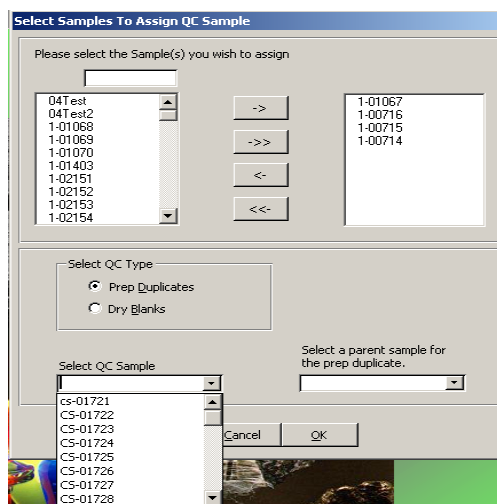 Select Samples To Assign QC Sample
Please select the Sample(s) you wish to assign
04Test
04Test2
1-01068
1-01069
1-01070
1-01403
1-02151
1-02152
1-02153
1-02154
->
->>
<-
<<-
1-01067
1-00716
1-00715
1-00714
Select QC Type
Prep Duplicates
Dry Blanks
Select QC Sample
Select a parent sample for
the prep duplicate.
cs-01721
CS-01722
CS-01723
CS-01724
CS-01725
CS-01726
CS-01727
CS-01728
Cancel
OK